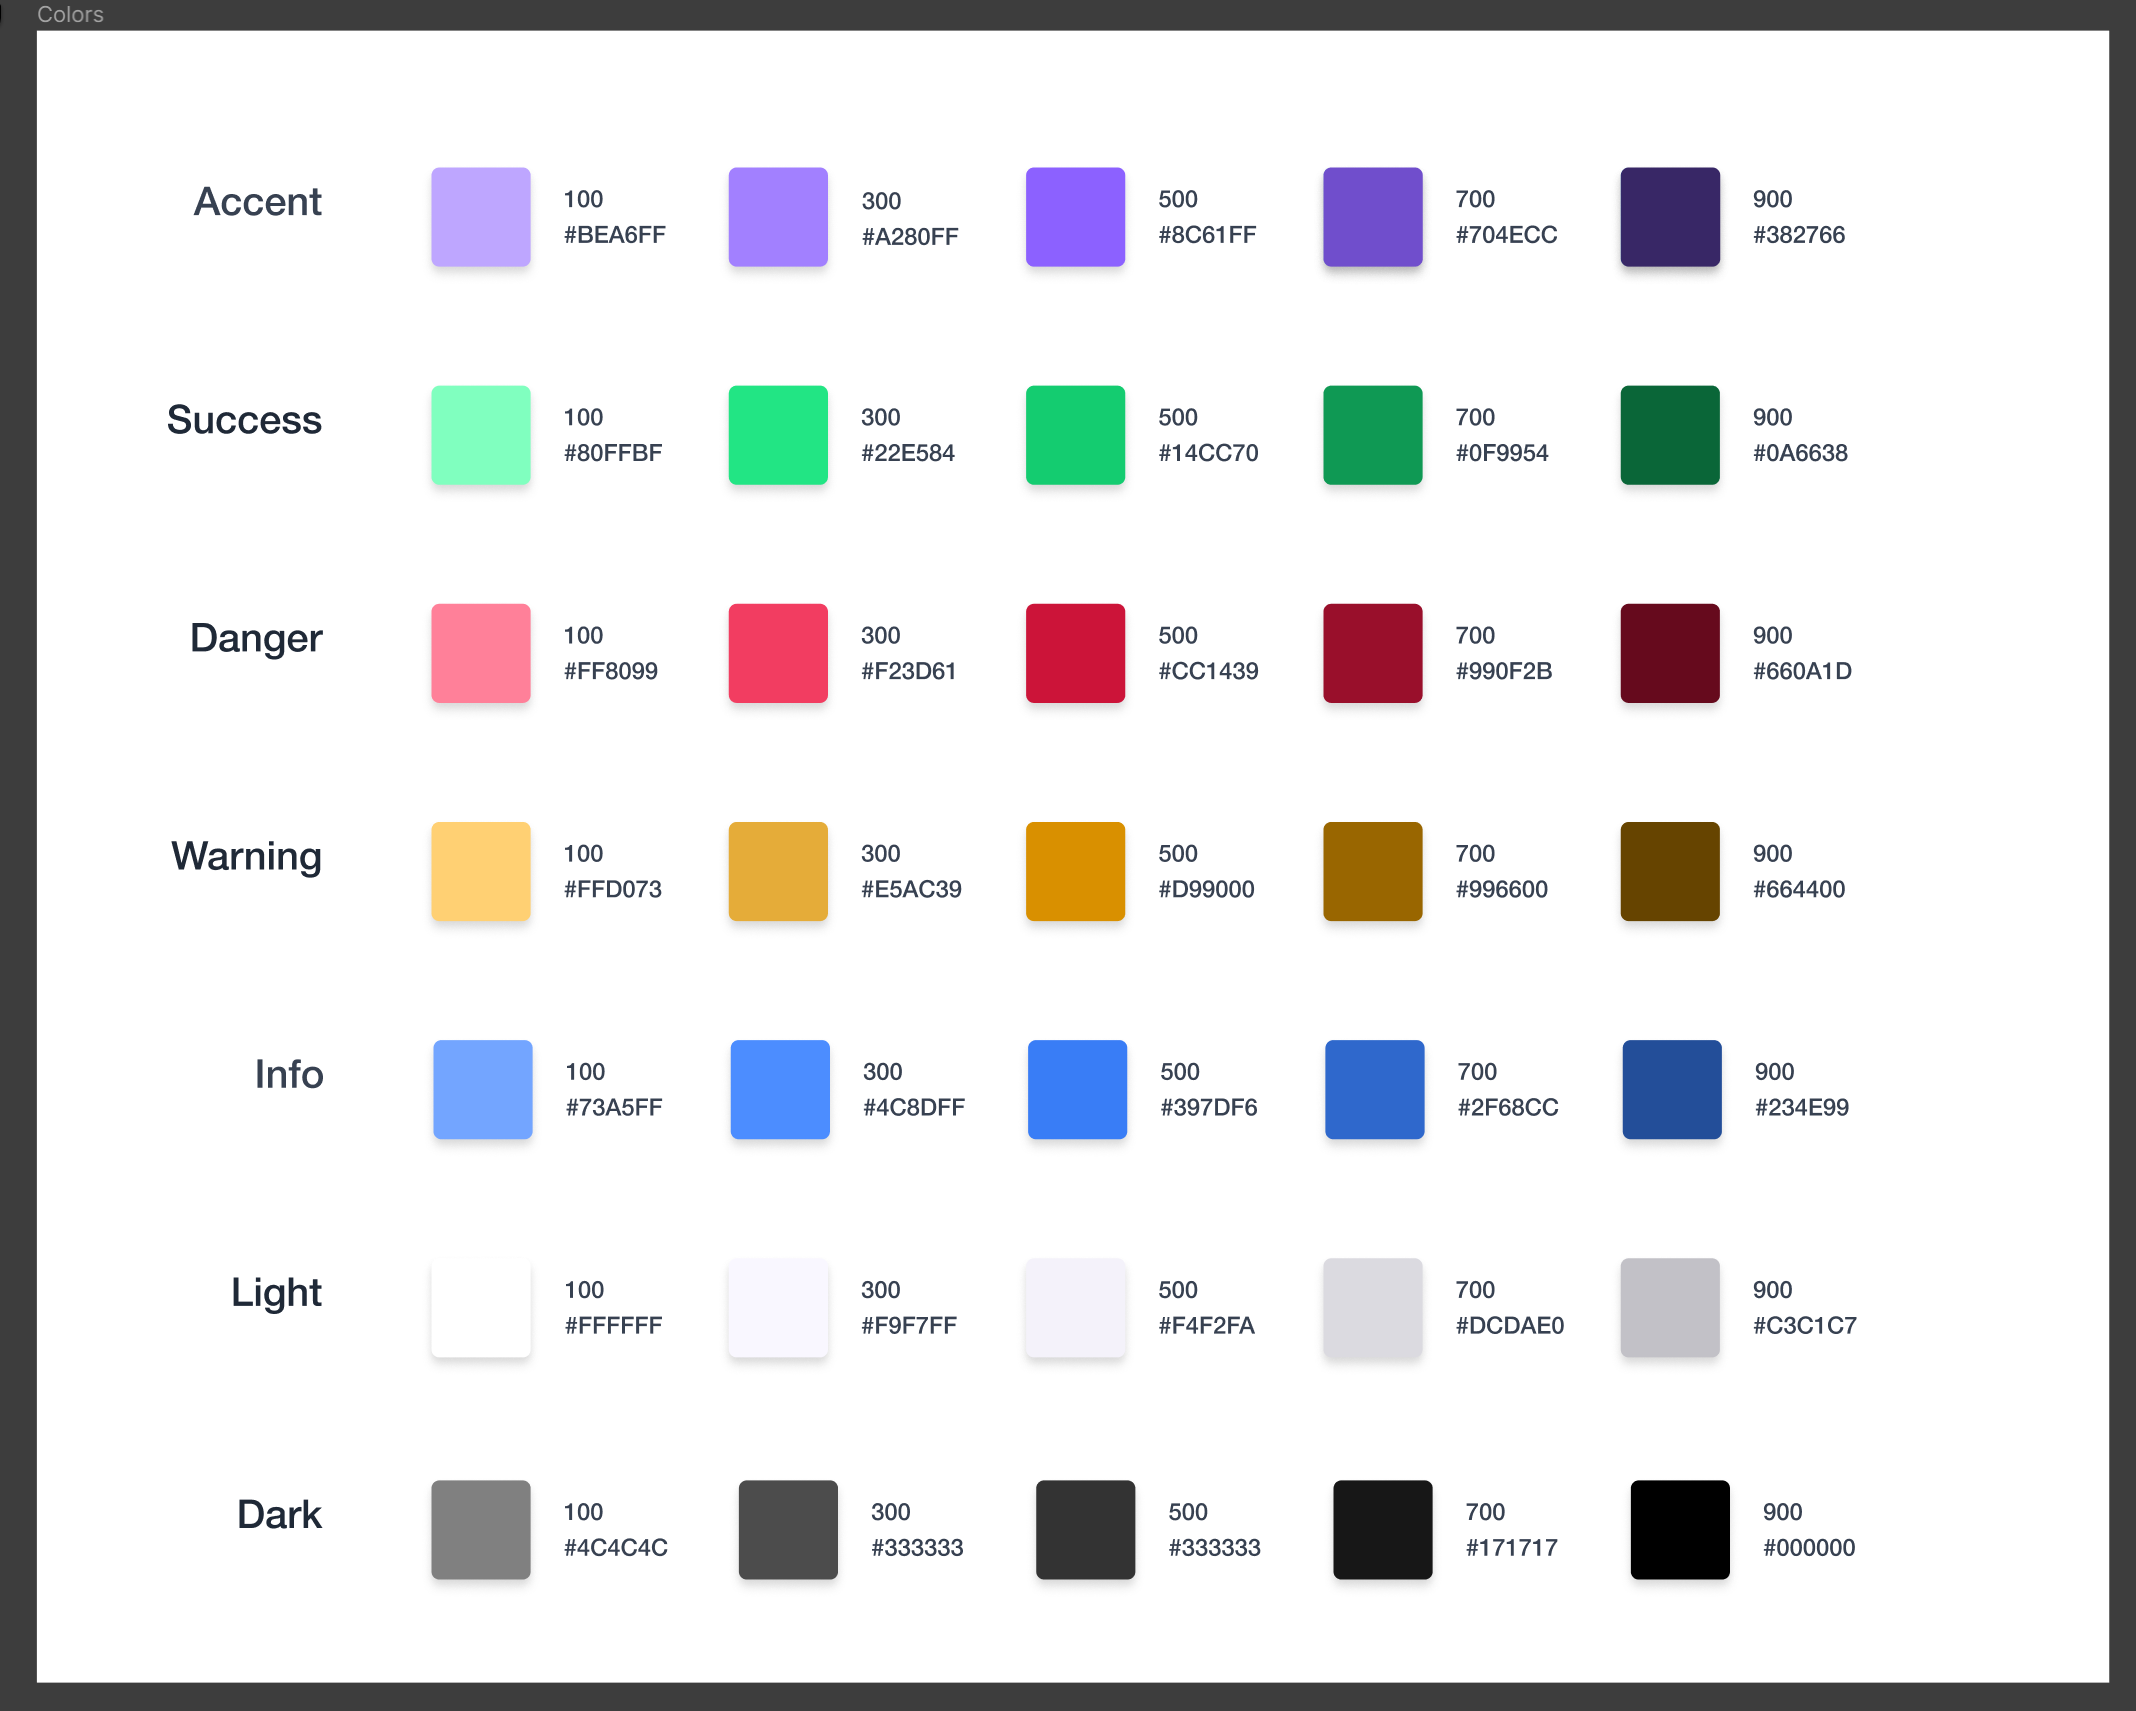 Colors
Accent
100
#BEA6FF
300
#A280FF
500
#8C61FF
700
#704ECC
900
#382766
Success
100
#80FFBF
300
#22E584
500
#14CC70
700
#0F9954
900
#0A6638
Danger
100
#FF8099
300
#F23D61
500
#CC1439
700
#990F2B
900
#660A1D
Warning
100
#FFD073
300
#E5AC39
500
#D99000
700
#996600
900
#664400
Info
100
#73A5FF
300
#4C8DFF
500
#397DF6
700
#2F68CC
900
#234E99
Light
100
#FFFFFF
300
#F9F7FF
500
#F4F2FA
700
#DCDAE0
900
#C3C1C7
Dark
100
#4C4C4C
300
#333333
500
#333333
700
#171717
900
#000000